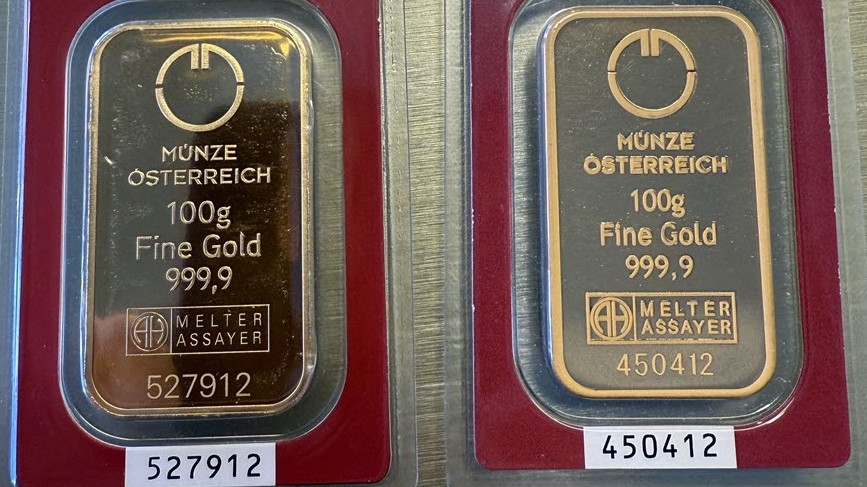 MÜNZE
ÖSTERREICH
100g
Fine Gold
999,9
MELTER
ASSAYER
527912
527912
MÜNZE
ÖSTERREICH
100g
Fine Gold
999,9
MELTER
ASSAYER
450412
450412